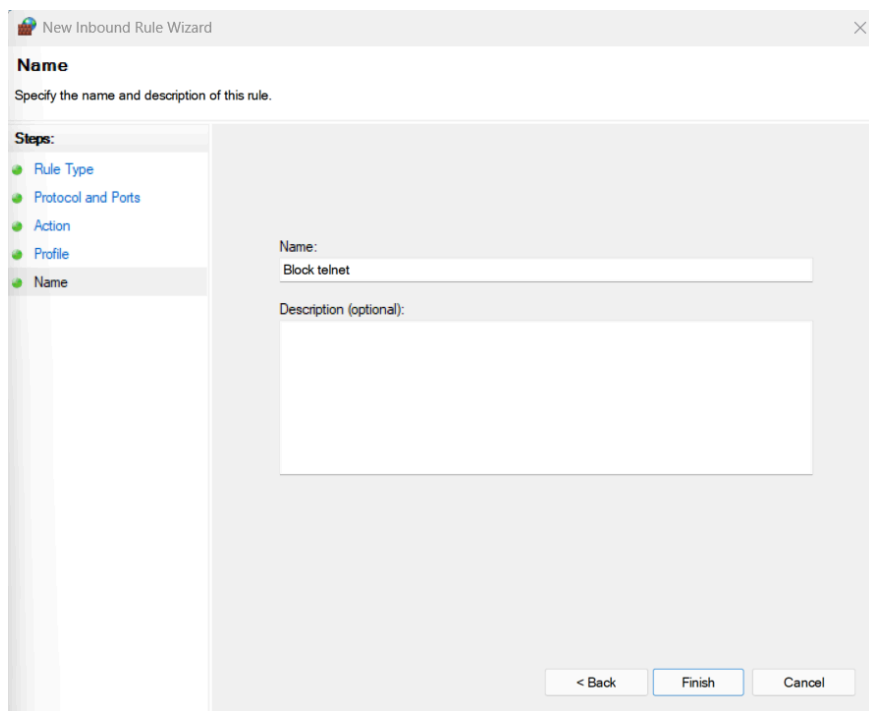 New Inbound Rule Wizard
Name
Specify the name and description of this rule.
Steps:
Rule Type
Protocol and Ports
Action
Profile
Name
Name:
Block telnet
Description (optional):
< Back
Finish
Cancel